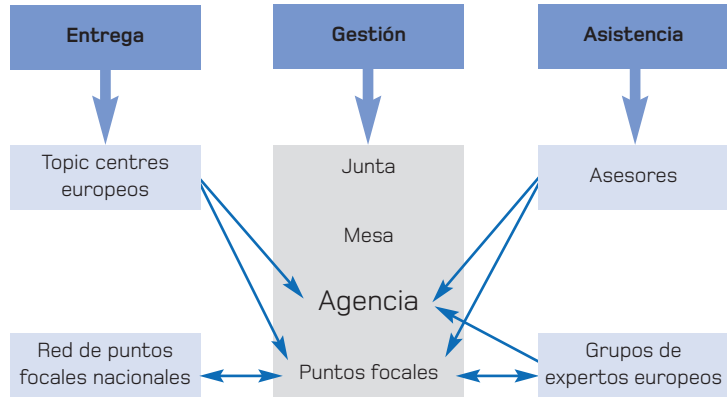 Entrega
Gestión
Asistencia
Topic centres
europeos
Junta
Asesores
Mesa
Agencia
Red de puntos
focales nacionales
Puntos focales
Grupos de
expertos europeos